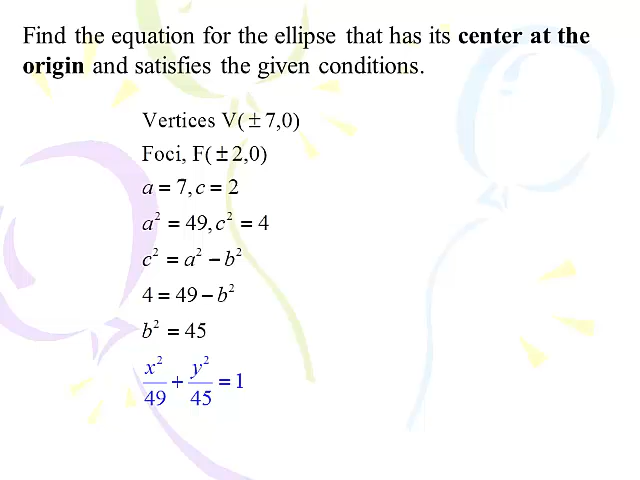 Find the equation for the ellipse that has its center at the
origin and satisfies the given conditions.
Vertices V(± 7,0)
Foci, F(± 2,0)
a = 7, c = 2
a² = 49, c² = 4
c² = a² − b²
4 = 49 − b²
b² = 45
x²/49 + y²/45 = 1